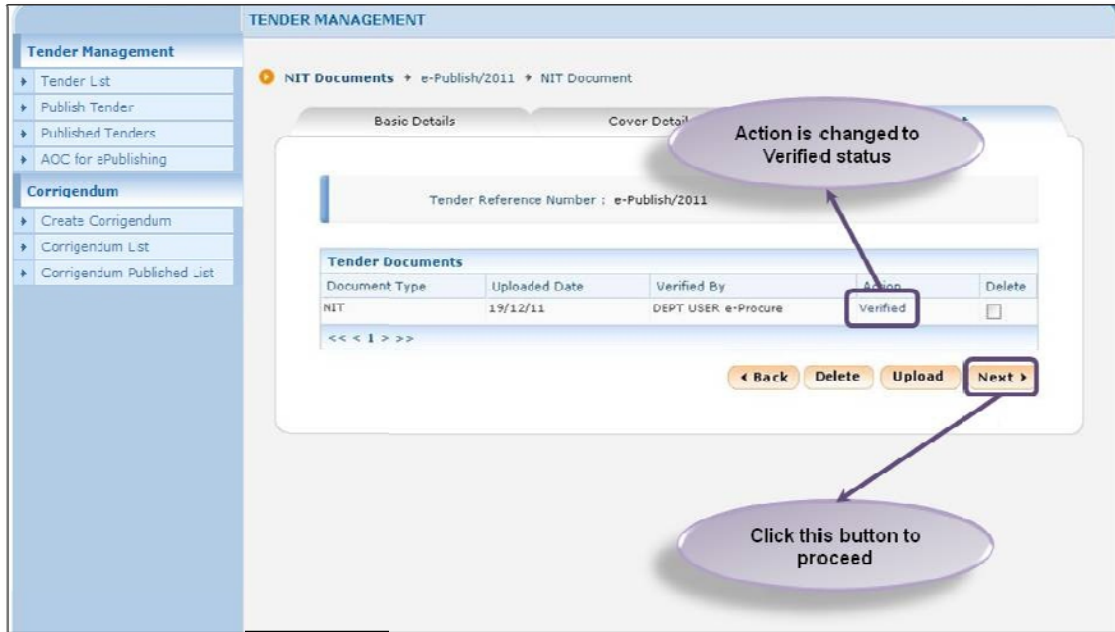 TENDER MANAGEMENT
Tender Management
Tender List
Publish Tender
Published Tenders
AOC for ePublishing
Corrigendum
Create Corrigendum
Corrigendum List
Corrigendum Published List
NIT Documents e-Publish/2011 NIT Document
Basic Details
Cover Detail
Action is changed to
Verified status
Tender Reference Number : e-Publish/2011
Tender Documents
Document Type Uploaded Date Verified By Action Delete
NIT 19/12/11 DEPT USER e-Procure Verified
<< < 1 > >>
Back Delete Upload Next
Click this button to
proceed